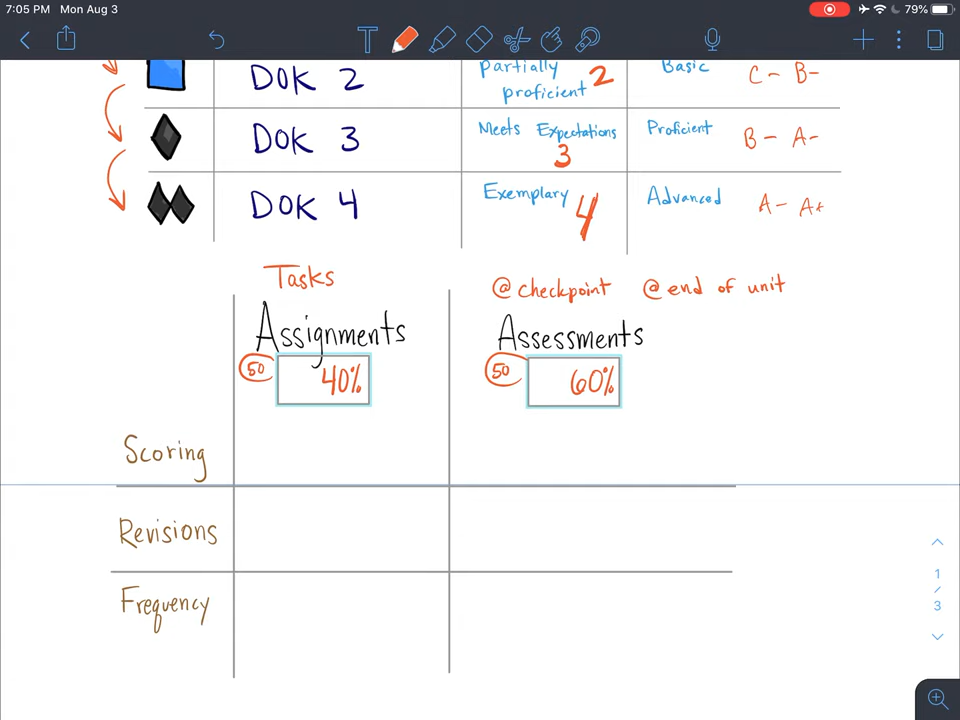 7:05 PM Mon Aug 3
79%
T
DOK 2
partially
proficient 2
Basic
C - B-
DOK 3
Meets Expectations
3
Proficient
B - A-
DOK 4
Exemplary
4
Advanced
A - A+
Tasks
@ checkpoint @ end of unit
Assignments
Assessments
50 40%
50 60%
Scoring
Revisions
Frequency
1
/
3